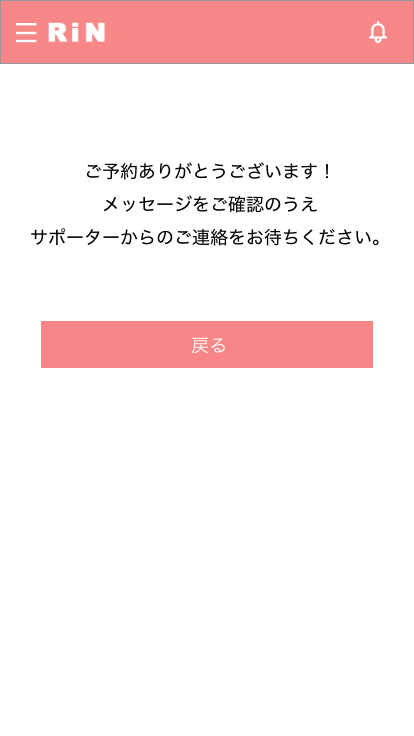 RiN
ご予約ありがとうございます！
メッセージをご確認のうえ
サポーターからのご連絡をお待ちください。
戻る